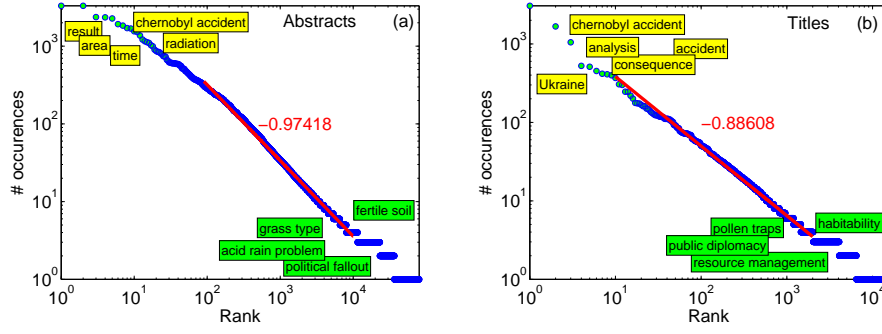 Abstracts
(a)
chernobyl accident
result
radiation
area
time
−0.97418
fertile soil
grass type
acid rain problem
political fallout
# occurences
10^3
10^2
10^1
10^0
10^0 10^1 10^2 10^3 10^4
Rank
Titles
(b)
chernobyl accident
analysis
accident
consequence
Ukraine
−0.88608
pollen traps
habitability
public diplomacy
resource management
# occurences
10^3
10^2
10^1
10^0
10^0 10^1 10^2 10^3 10^4
Rank